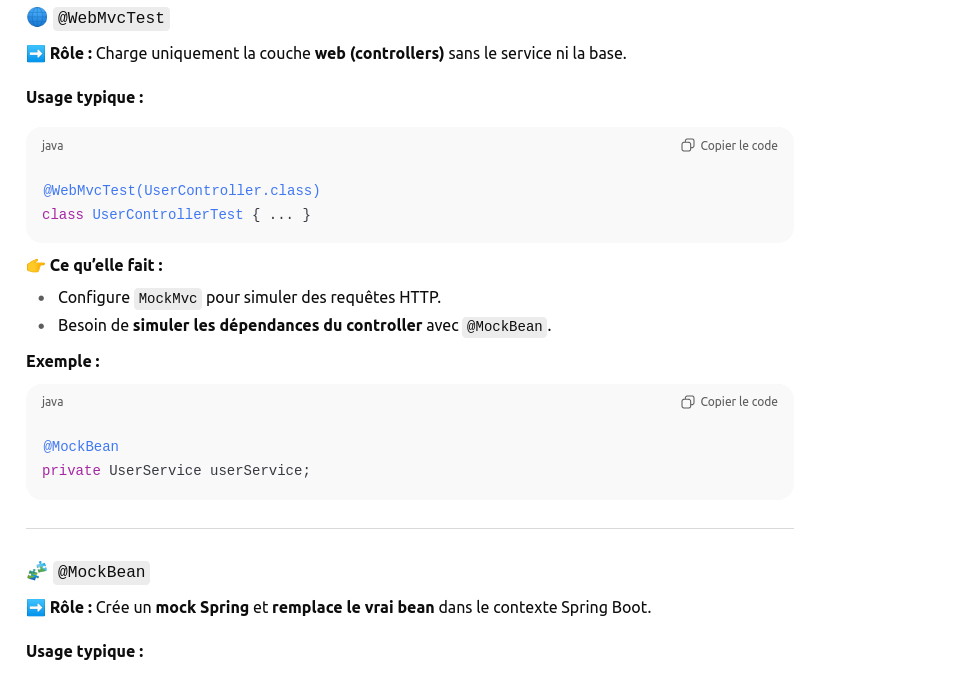 🌐 @WebMvcTest
➡️ Rôle : Charge uniquement la couche web (controllers) sans le service ni la base.
Usage typique :
java
Copier le code
@WebMvcTest(UserController.class)
class UserControllerTest { ... }
👉 Ce qu’elle fait :
• Configure MockMvc pour simuler des requêtes HTTP.
• Besoin de simuler les dépendances du controller avec @MockBean.
Exemple :
java
Copier le code
@MockBean
private UserService userService;
🧩 @MockBean
➡️ Rôle : Crée un mock Spring et remplace le vrai bean dans le contexte Spring Boot.
Usage typique :